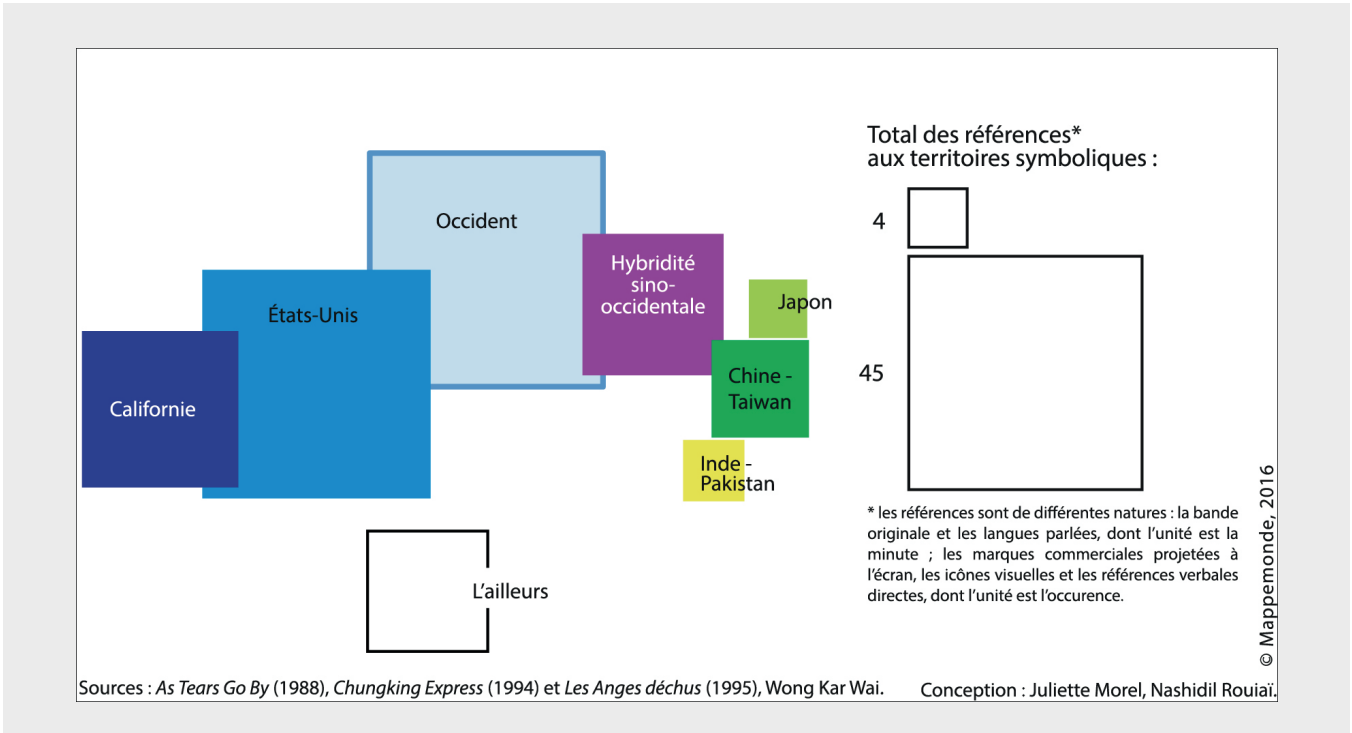 Total des références*
aux territoires symboliques :
4
45
Occident
Hybridité
sino-
occidentale
Japon
États-Unis
Chine -
Taiwan
Californie
Inde -
Pakistan
L'ailleurs
* les références sont de différentes natures : la bande
originale et les langues parlées, dont l'unité est la
minute ; les marques commerciales projetées à
l'écran, les icônes visuelles et les références verbales
directes, dont l'unité est l'occurence.
© Mappemonde, 2016
Sources : As Tears Go By (1988), Chungking Express (1994) et Les Anges déchus (1995), Wong Kar Wai.
Conception : Juliette Morel, Nashidil Rouiaï.